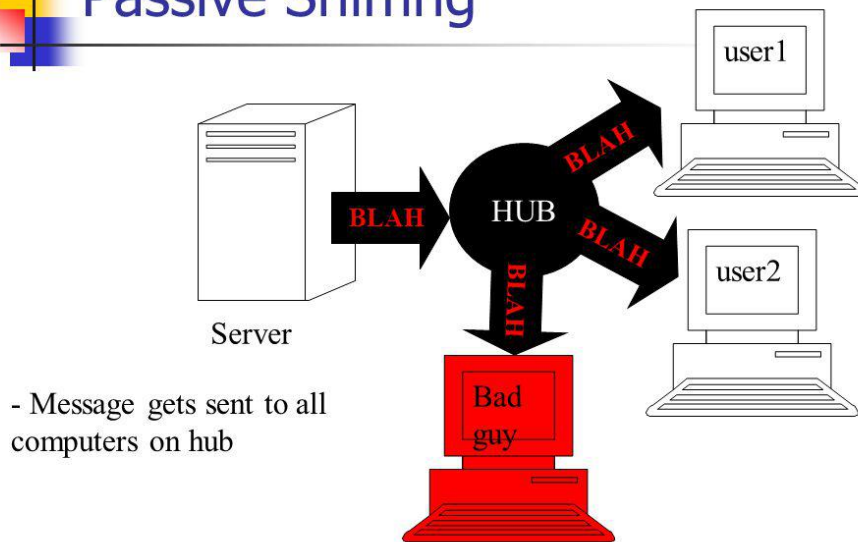 Passive Sniffing
user1
BLAH
BLAH
HUB
BLAH
user2
BLAH
Server
Bad
guy
- Message gets sent to all
computers on hub